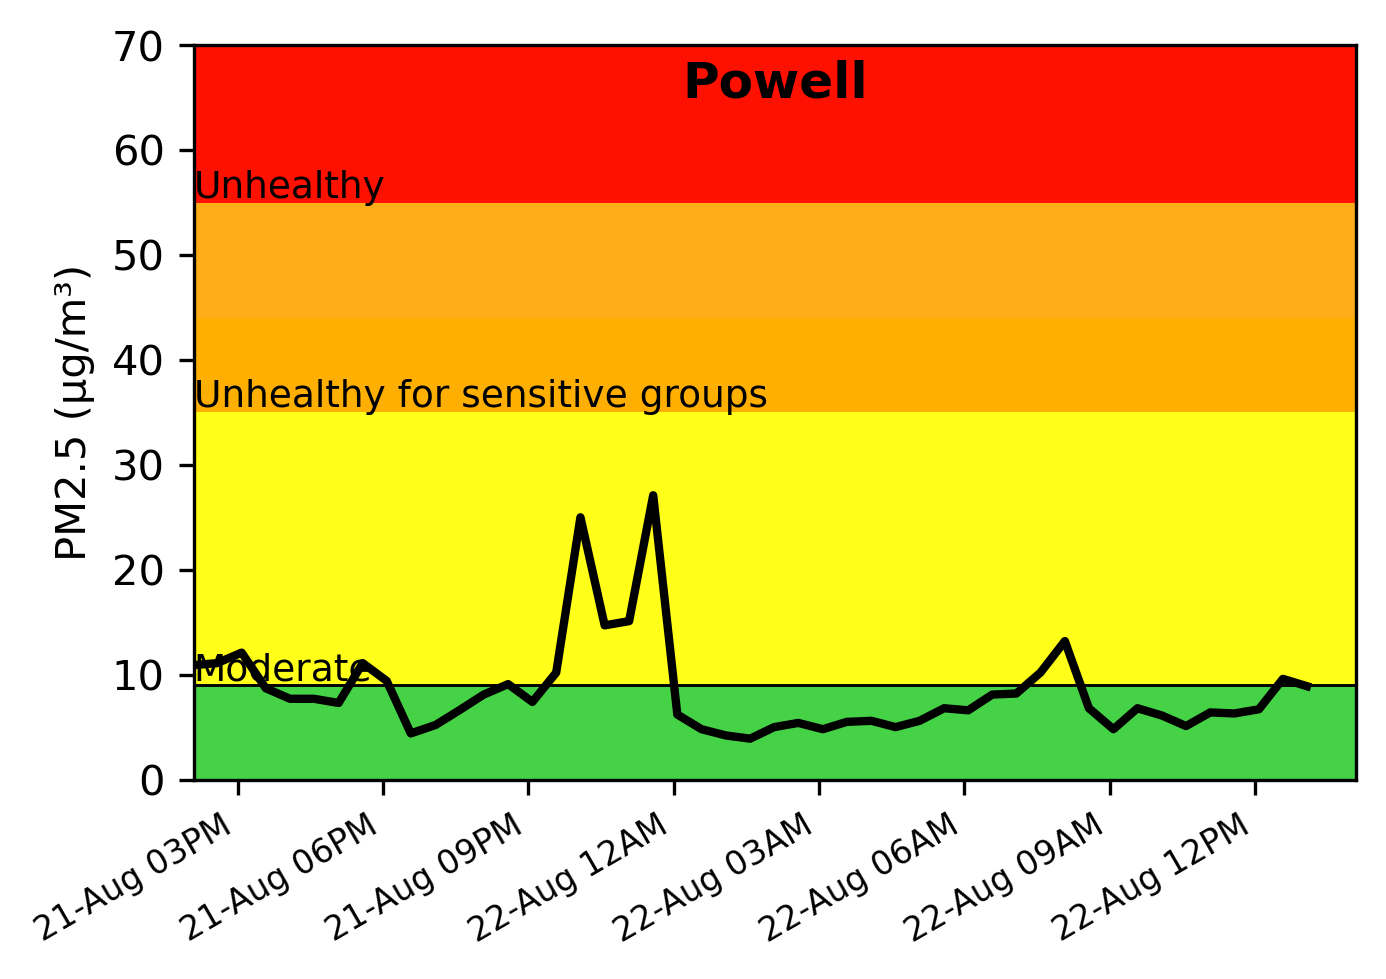 Powell
70
60
50
40
30
20
10
0
PM2.5 (µg/m³)
Unhealthy
Unhealthy for sensitive groups
Moderate
21-Aug 03PM
21-Aug 06PM
21-Aug 09PM
22-Aug 12AM
22-Aug 03AM
22-Aug 06AM
22-Aug 09AM
22-Aug 12PM